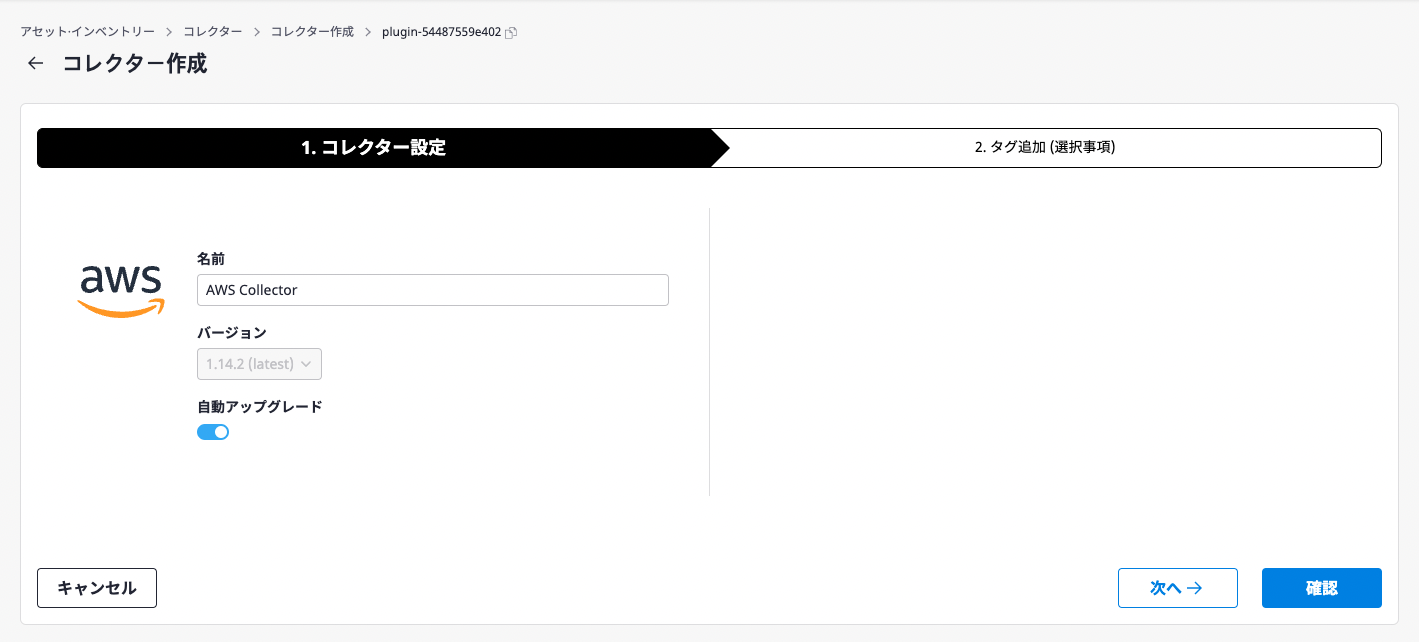 アセット·インベントリー > コレクター > コレクター作成 > plugin-54487559e402
← コレクター作成
1. コレクター設定
2. タグ追加 (選択事項)
aws
名前
AWS Collector
バージョン
1.14.2 (latest)
自動アップグレード
キャンセル
次へ →
確認